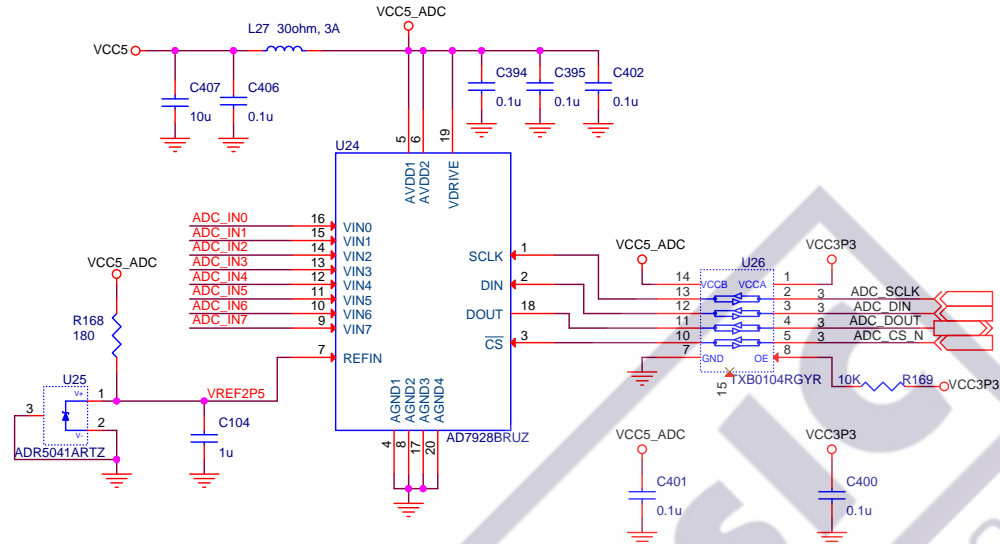 VCC5_ADC
L27 30ohm, 3A
VCC5
C407
10u
C406
0.1u
C394
0.1u
C395
0.1u
C402
0.1u
5
6
19
U24
AVDD1
AVDD2
VDRIVE
ADC_IN0 16 VIN0
ADC_IN1 15 VIN1
ADC_IN2 14 VIN2
ADC_IN3 13 VIN3
ADC_IN4 12 VIN4
ADC_IN5 11 VIN5
ADC_IN6 10 VIN6
ADC_IN7 9 VIN7
7 REFIN
SCLK 1
DIN 2
DOUT 18
CS 3
AGND1
AGND2
AGND3
AGND4
4
8
17
20
AD7928BRUZ
VCC5_ADC
R168
180
U25
V+ 1
3
V- 2
ADR5041ARTZ
VREF2P5
C104
1u
VCC5_ADC
VCC3P3
U26
14 VCCB VCCA 1
13 2 3 ADC_SCLK
12 3 3 ADC_DIN
11 4 3 ADC_DOUT
10 5 3 ADC_CS_N
7 GND OE 8
15
TXB0104RGYR
10K R169
VCC3P3
VCC5_ADC
C401
0.1u
VCC3P3
C400
0.1u
SIC